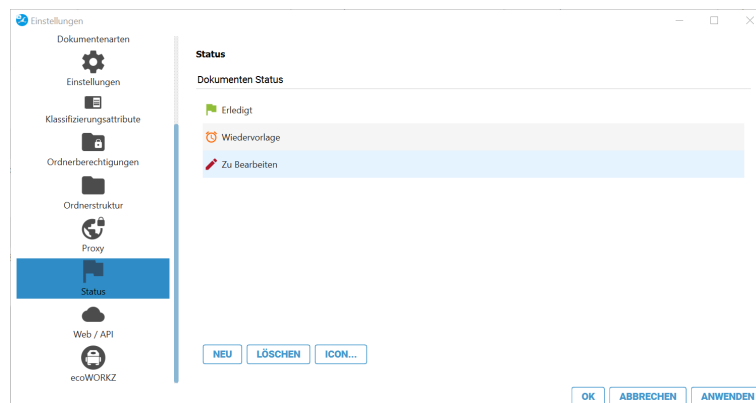 Einstellungen
Dokumentenarten
Einstellungen
Klassifizierungsattribute
Ordnerberechtigungen
Ordnerstruktur
Proxy
Status
Web / API
ecoWORKZ
Status
Dokumenten Status
Erledigt
Wiedervorlage
Zu Bearbeiten
NEU LÖSCHEN ICON...
OK ABBRECHEN ANWENDEN